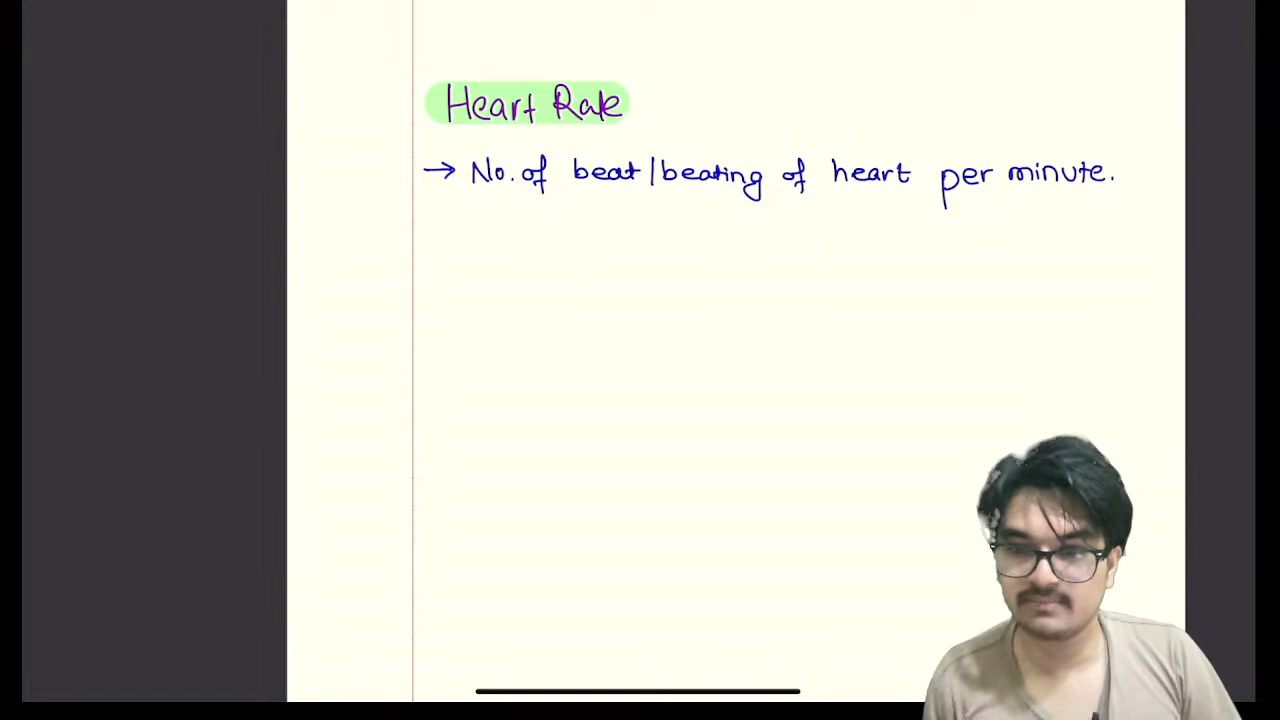 Heart Rate
→ No. of beat/beating of heart per minute.